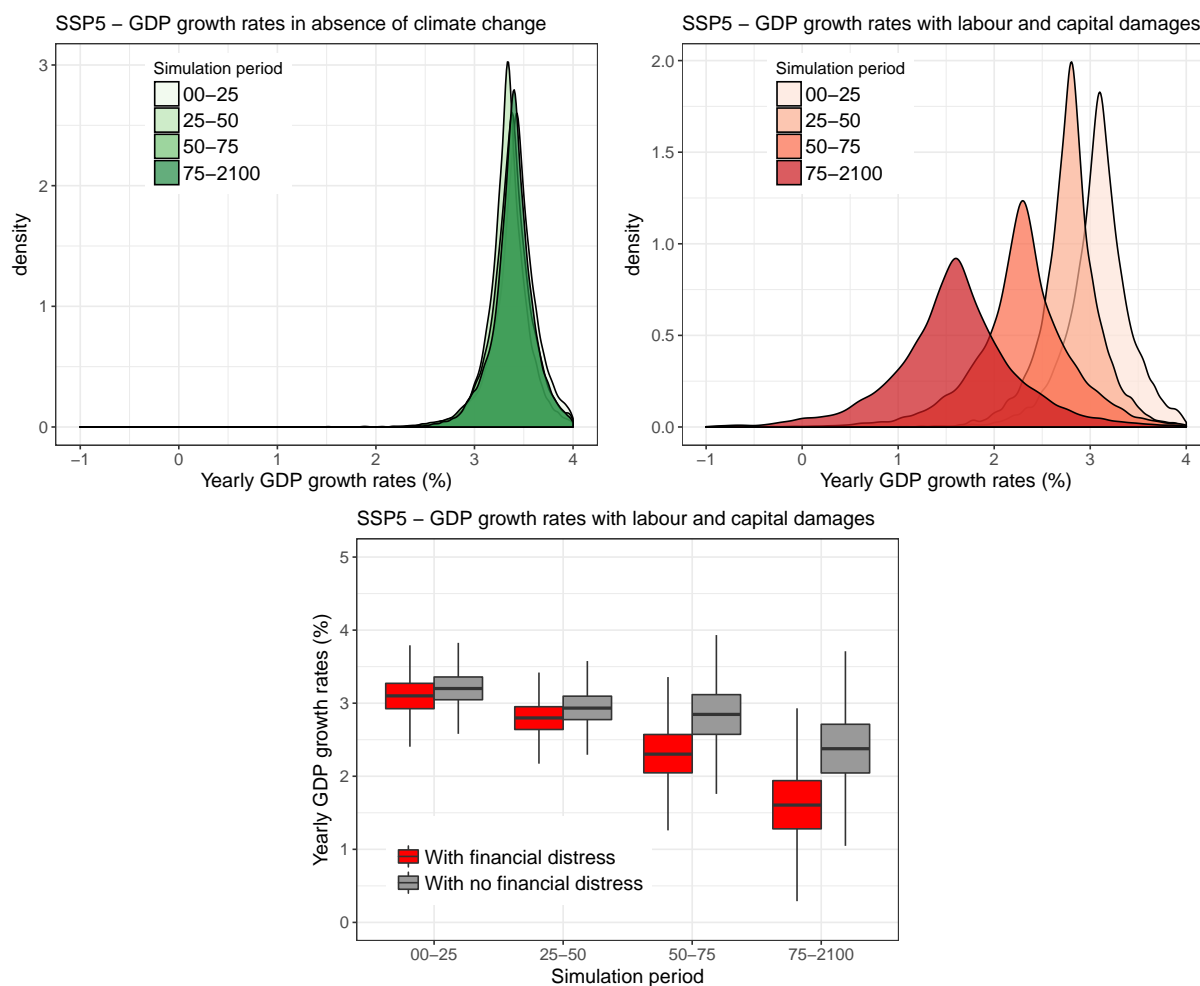 SSP5 − GDP growth rates in absence of climate change
Simulation period
00−25
25−50
50−75
75−2100
density
3
2
1
0
−1 0 1 2 3 4
Yearly GDP growth rates (%)
SSP5 − GDP growth rates with labour and capital damages
Simulation period
00−25
25−50
50−75
75−2100
density
2.0
1.5
1.0
0.5
0.0
−1 0 1 2 3 4
Yearly GDP growth rates (%)
SSP5 − GDP growth rates with labour and capital damages
Yearly GDP growth rates (%)
5
4
3
2
1
0
With financial distress
With no financial distress
00−25 25−50 50−75 75−2100
Simulation period